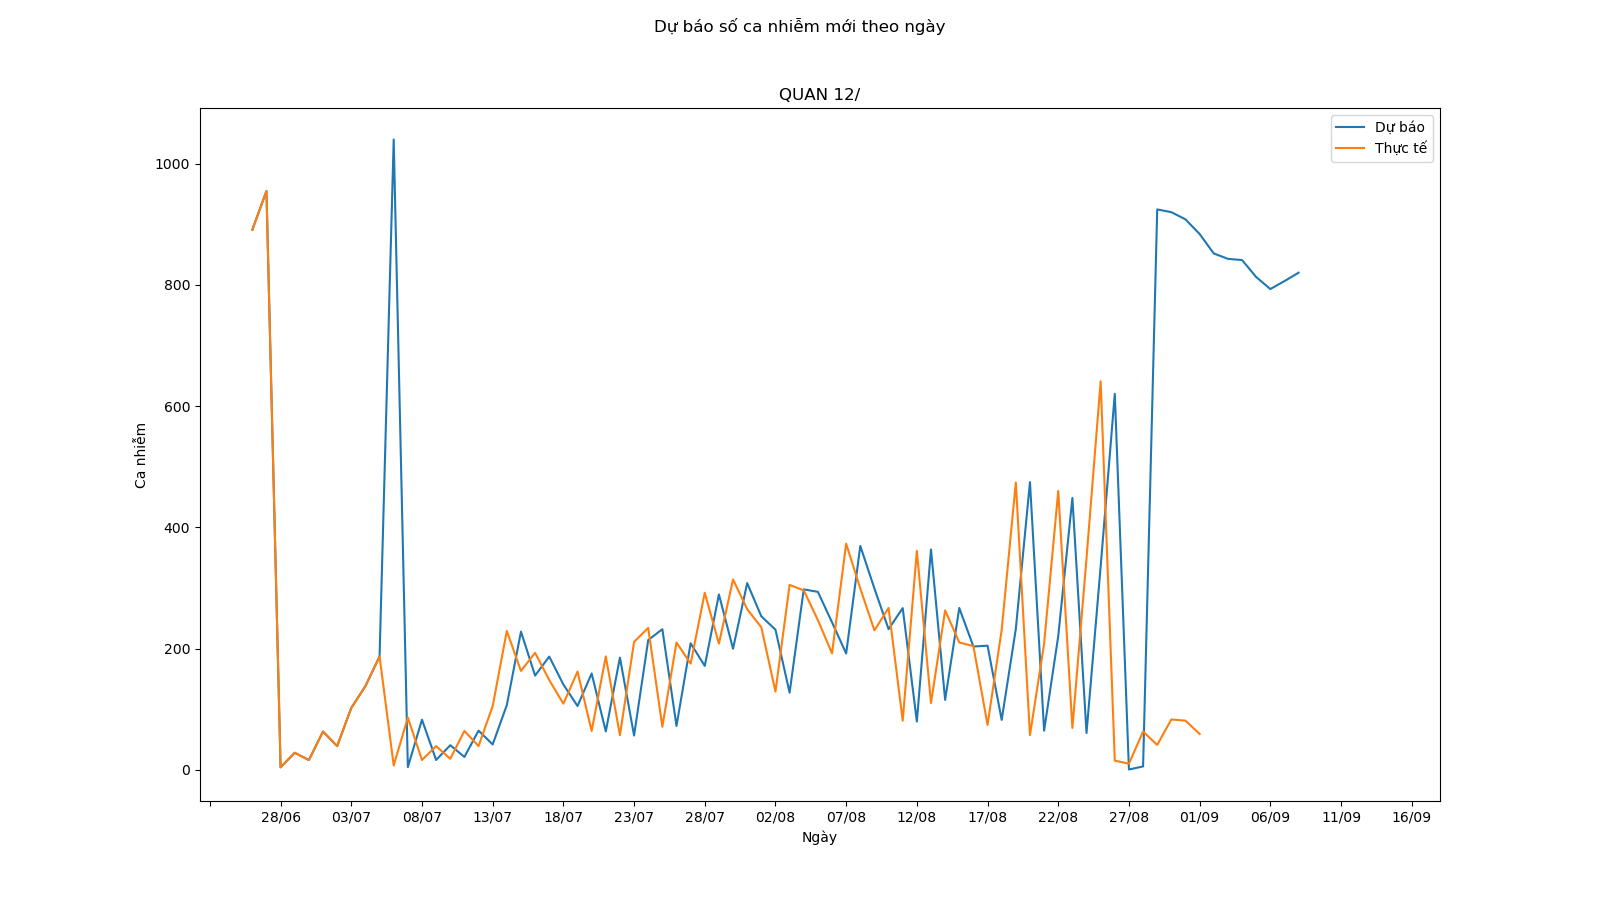 Dự báo số ca nhiễm mới theo ngày
QUAN 12/
Dự báo
Thực tế
1000
800
600
400
200
0
Ca nhiễm
28/06 03/07 08/07 13/07 18/07 23/07 28/07 02/08 07/08 12/08 17/08 22/08 27/08 01/09 06/09 11/09 16/09
Ngày